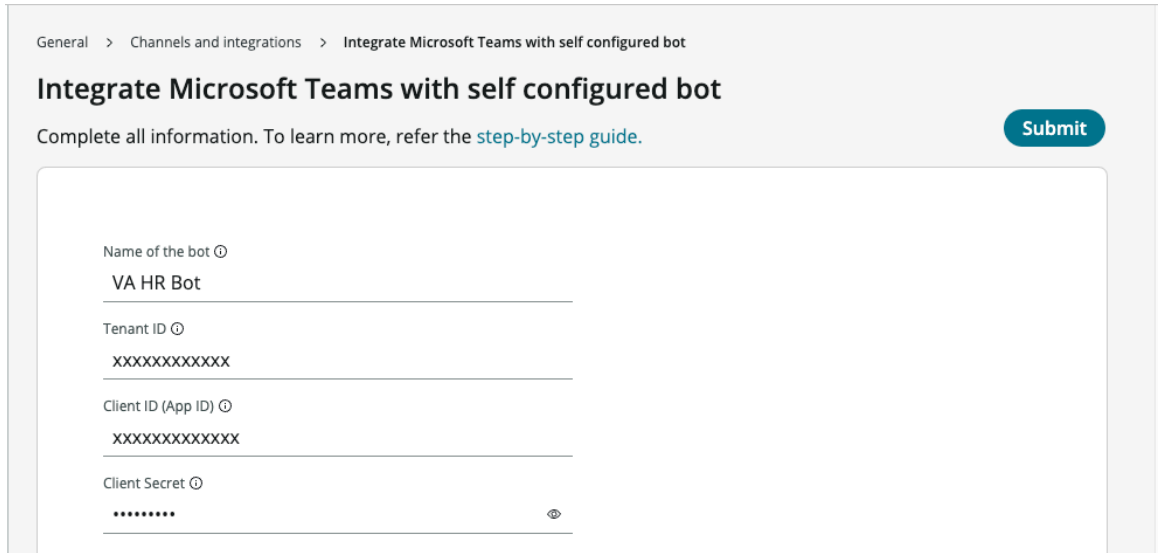 General > Channels and integrations > Integrate Microsoft Teams with self configured bot
Integrate Microsoft Teams with self configured bot
Complete all information. To learn more, refer the step-by-step guide.
Submit
Name of the bot
VA HR Bot
Tenant ID
xxxxxxxxxxxx
Client ID (App ID)
xxxxxxxxxxxxx
Client Secret
•••••••••